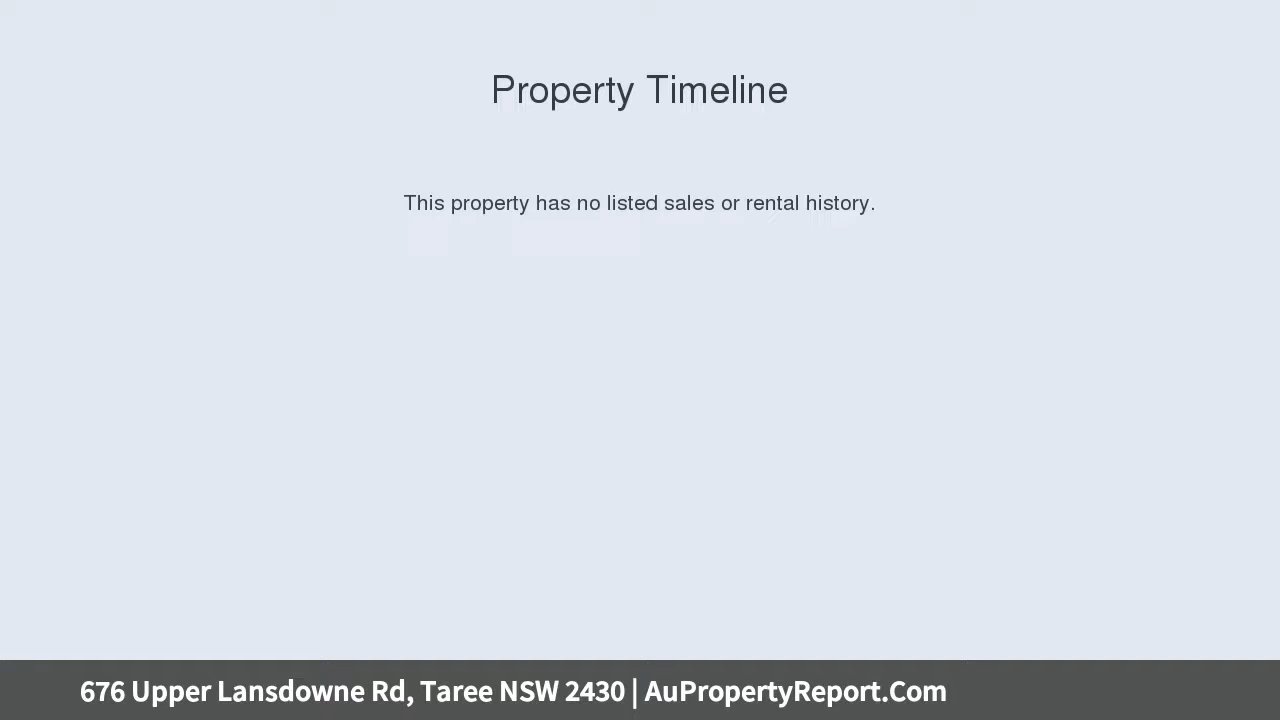 Property Timeline
This property has no listed sales or rental history.
676 Upper Lansdowne Rd, Taree NSW 2430 | AuPropertyReport.Com